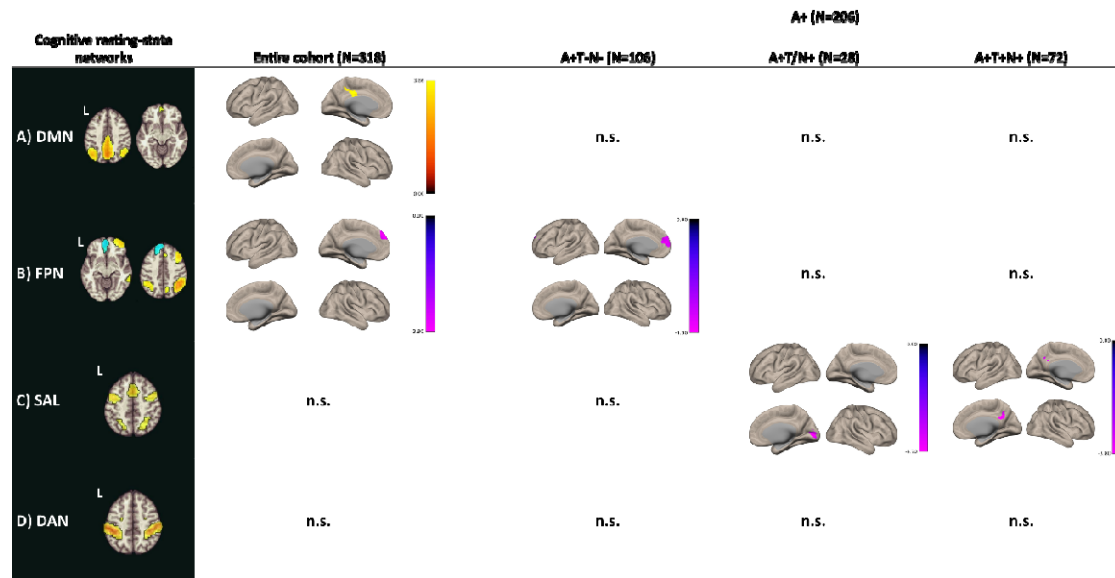 A+ (N=206)
Cognitive resting-state networks
Entire cohort (N=318)
A+T-N- (N=106)
A+T/N+ (N=28)
A+T+N+ (N=72)
L
A) DMN
n.s.
n.s.
n.s.
L
B) FPN
n.s.
n.s.
L
C) SAL
n.s.
n.s.
L
D) DAN
n.s.
n.s.
n.s.
n.s.